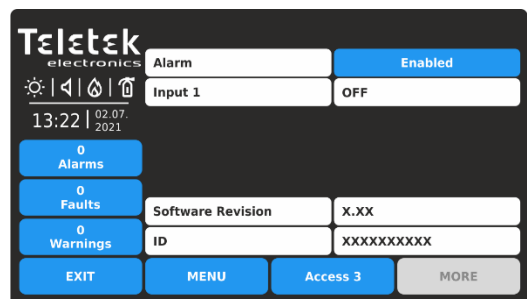 Teletek
electronics
13:22 02.07.
2021
0
Alarms
0
Faults
0
Warnings
Alarm Enabled
Input 1 OFF
Software Revision X.XX
ID XXXXXXXXXX
EXIT MENU Access 3 MORE